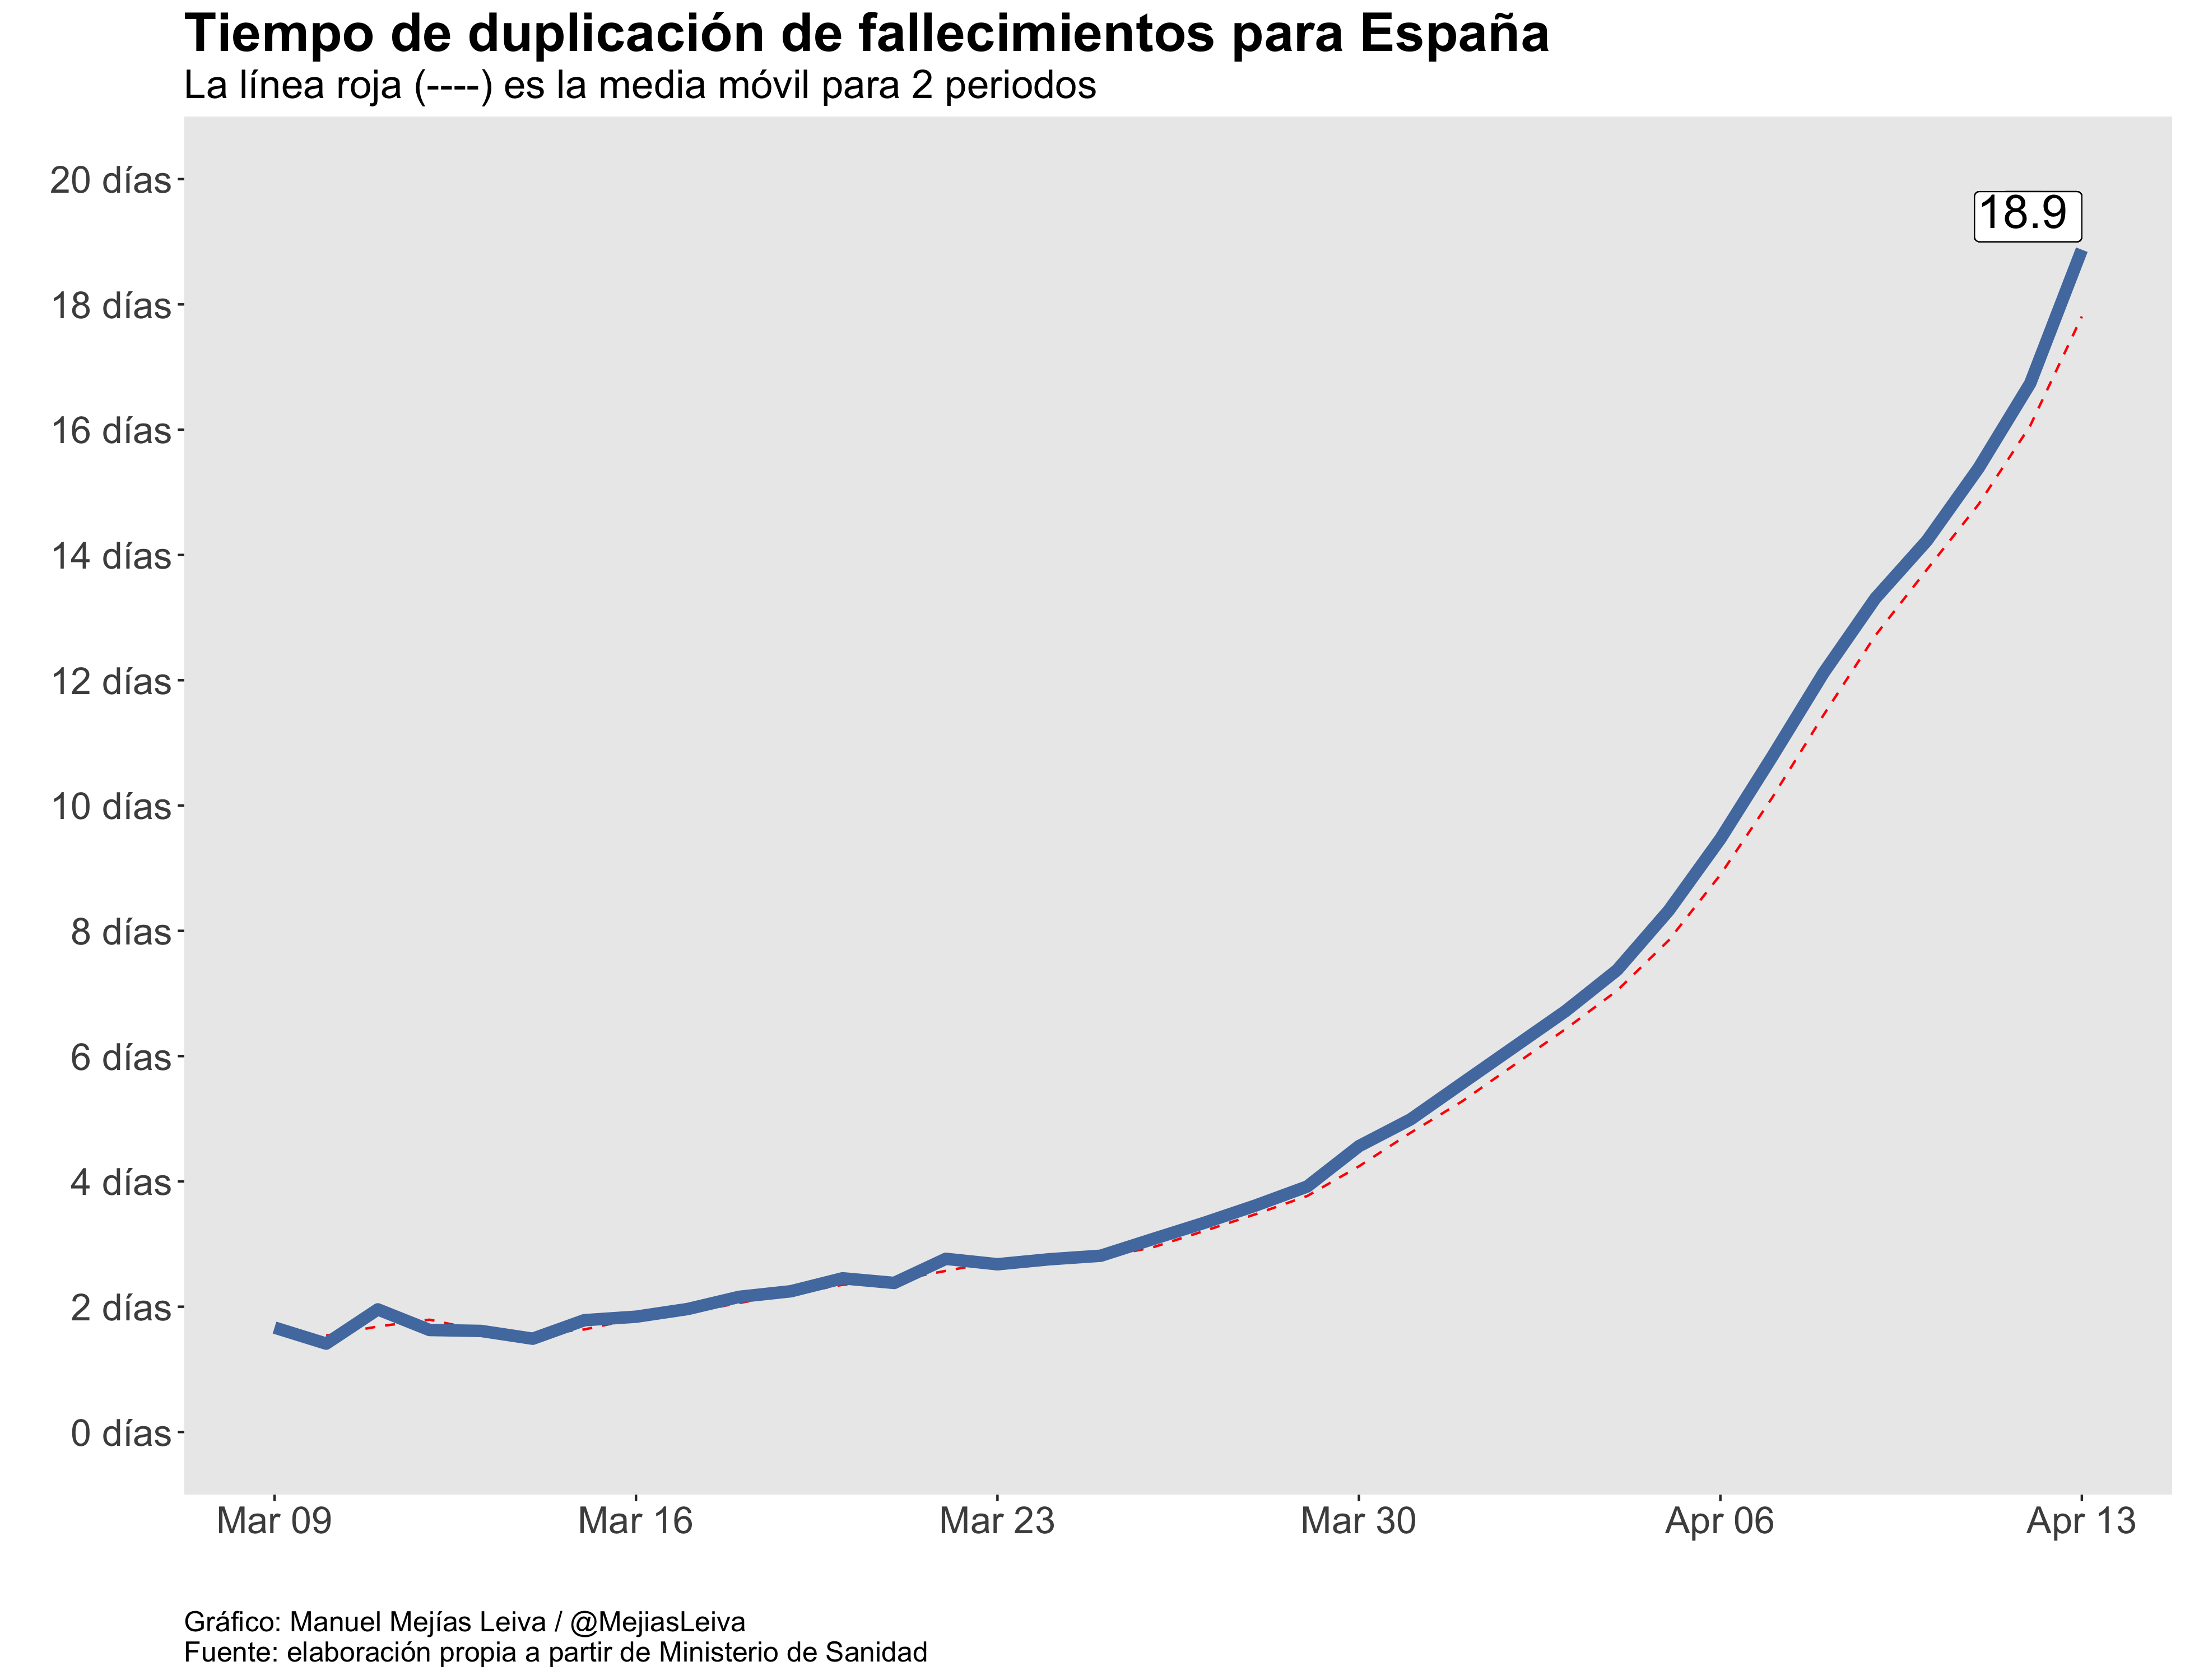 Tiempo de duplicación de fallecimientos para España
La línea roja (----) es la media móvil para 2 periodos
20 días
18.9
18 días
16 días
14 días
12 días
10 días
8 días
6 días
4 días
2 días
0 días
Mar 09 Mar 16 Mar 23 Mar 30 Apr 06 Apr 13
Gráfico: Manuel Mejías Leiva / @MejiasLeiva
Fuente: elaboración propia a partir de Ministerio de Sanidad